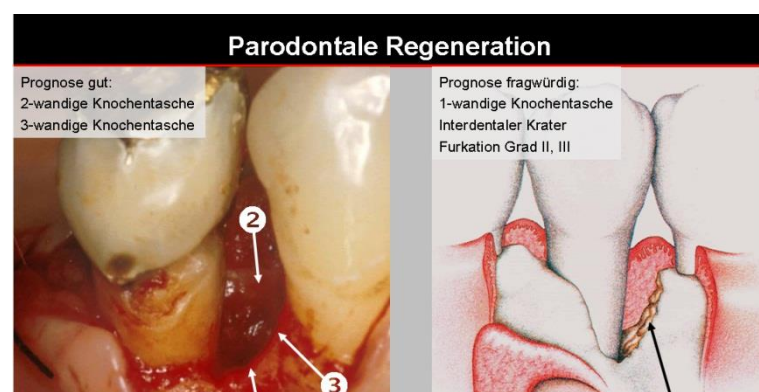 Parodontale Regeneration
Prognose gut:
2-wandige Knochentasche
3-wandige Knochentasche
Prognose fragwürdig:
1-wandige Knochentasche
Interdentaler Krater
Furkation Grad II, III
2
3